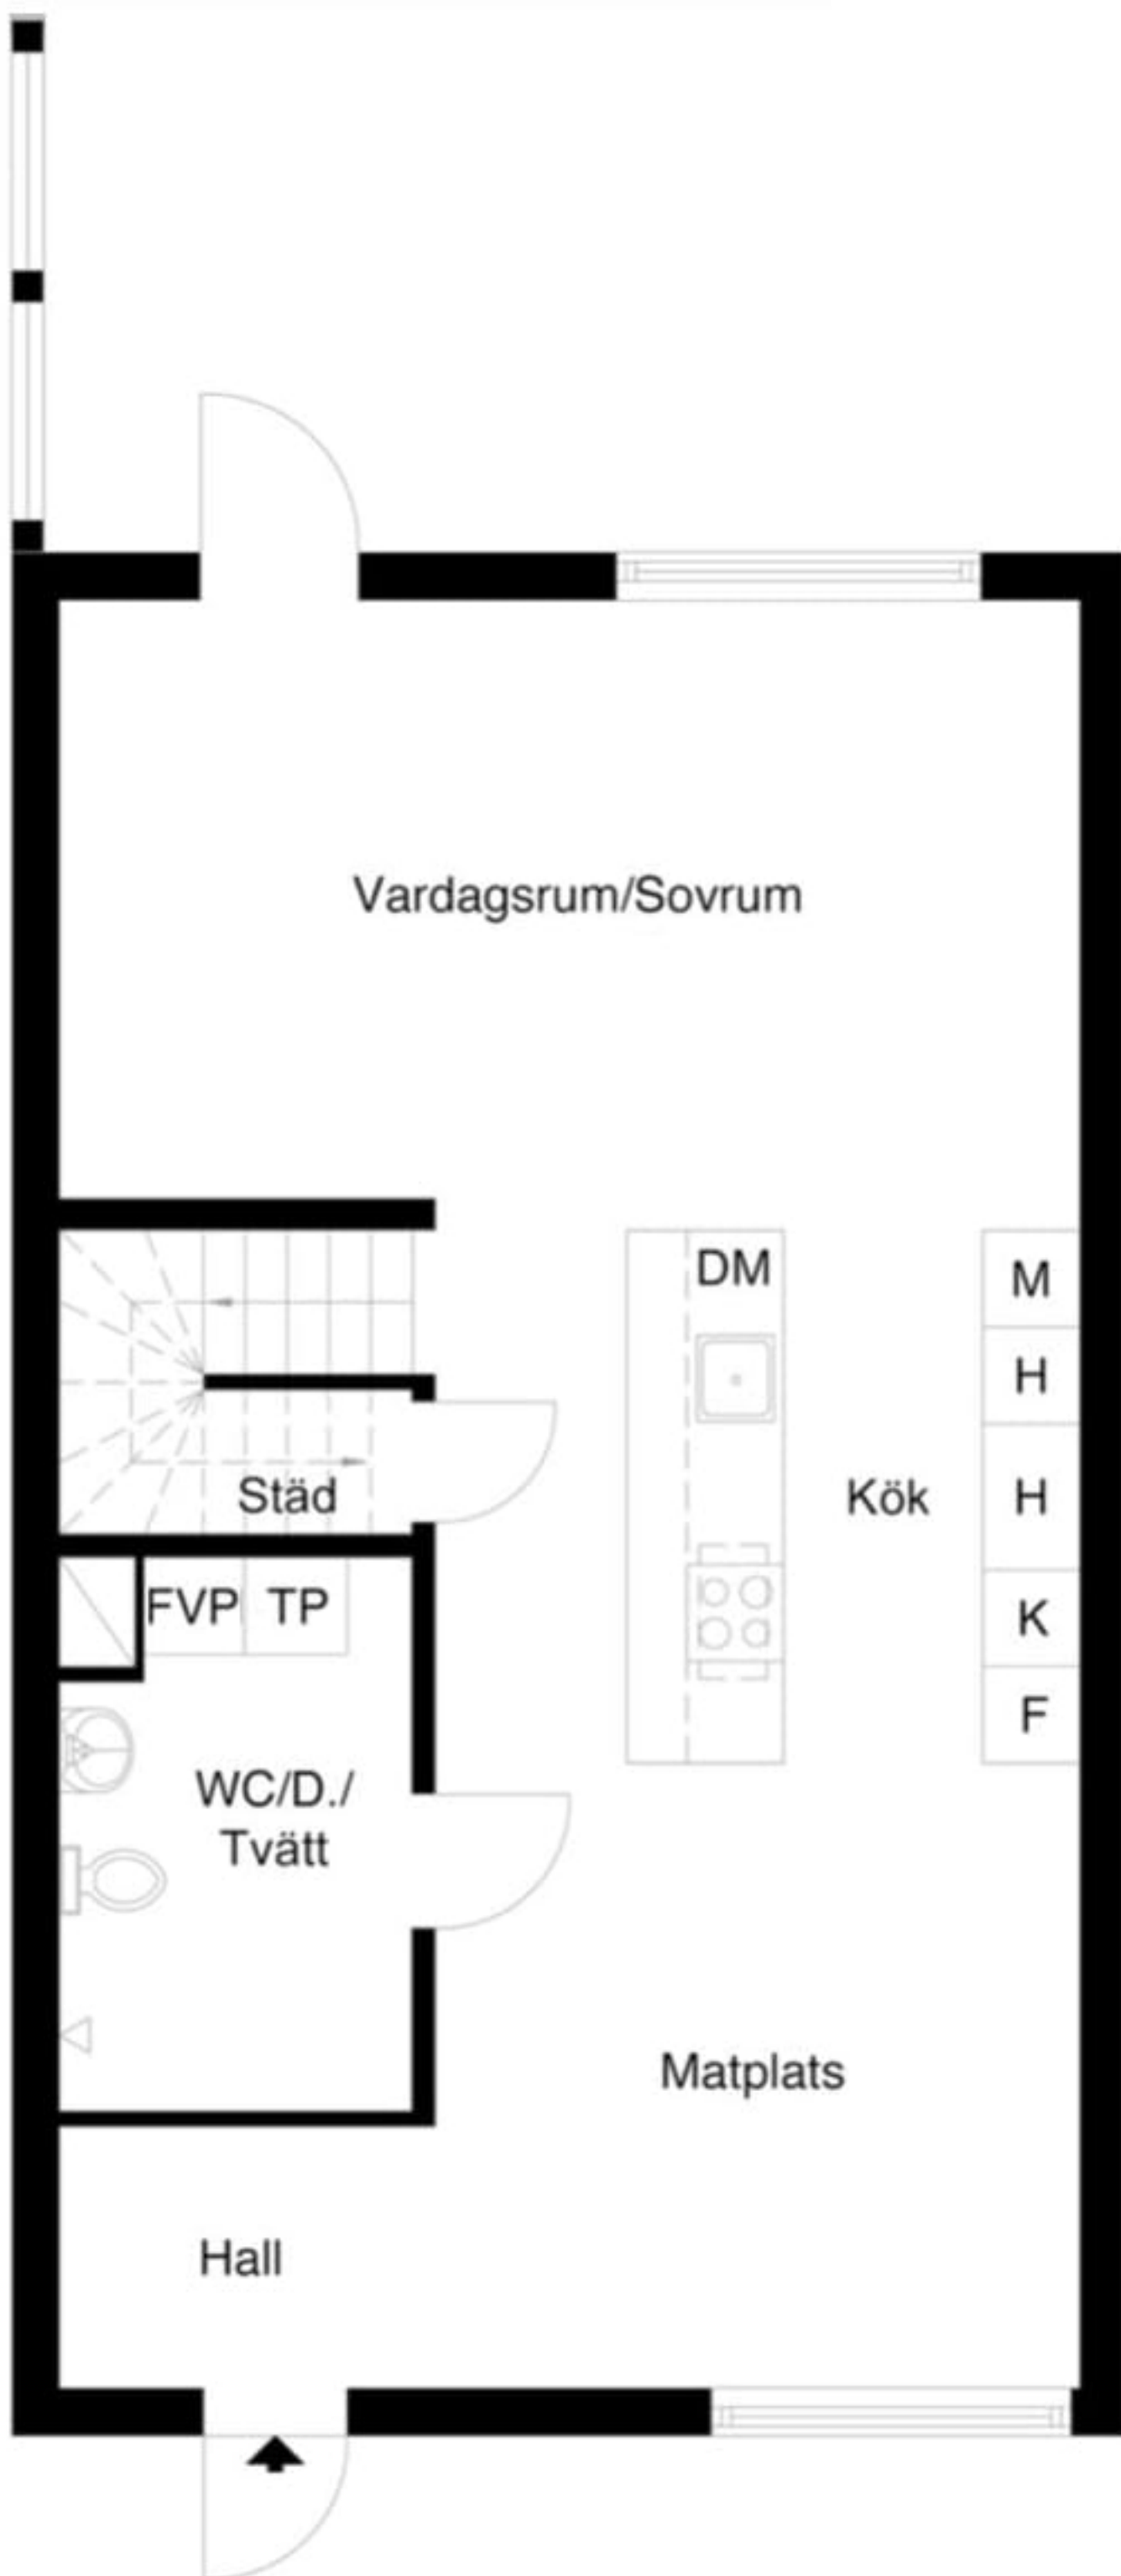 Vardagsrum/Sovrum
DM
M
H
Städ
Kök
H
FVP
TP
K
F
WC/D./
Tvätt
Matplats
Hall